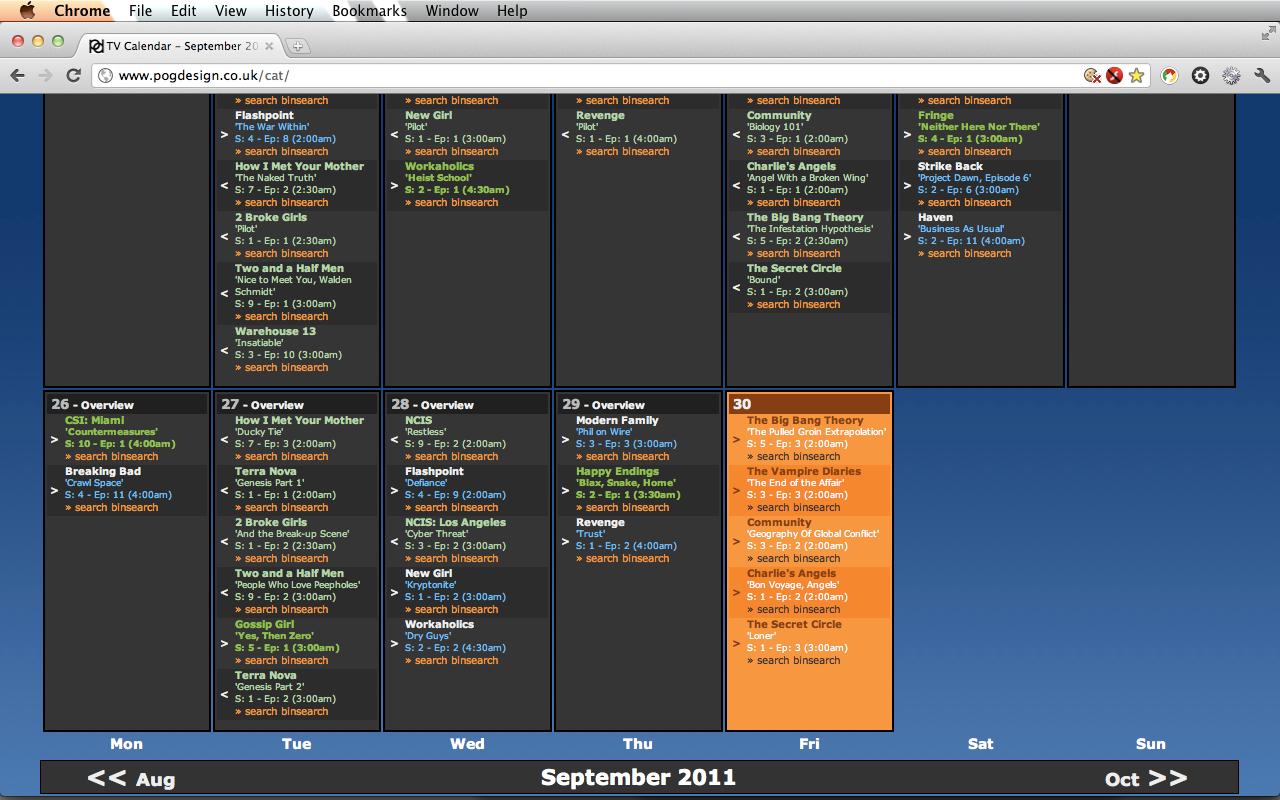 Chrome File Edit View History Bookmarks Window Help
TV Calendar – September 20
www.pogdesign.co.uk/cat/
» search binsearch
Flashpoint
'The War Within'
> S: 4 - Ep: 8 (2:00am)
» search binsearch
How I Met Your Mother
'The Naked Truth'
< S: 7 - Ep: 2 (2:30am)
» search binsearch
2 Broke Girls
'Pilot'
< S: 1 - Ep: 1 (2:30am)
» search binsearch
Two and a Half Men
'Nice to Meet You, Walden
< Schmidt'
S: 9 - Ep: 1 (3:00am)
» search binsearch
Warehouse 13
'Insatiable'
< S: 3 - Ep: 10 (3:00am)
» search binsearch
» search binsearch
New Girl
'Pilot'
< S: 1 - Ep: 1 (3:00am)
» search binsearch
Workaholics
'Heist School'
> S: 2 - Ep: 1 (4:30am)
» search binsearch
» search binsearch
Revenge
'Pilot'
< S: 1 - Ep: 1 (4:00am)
» search binsearch
» search binsearch
Community
'Biology 101'
< S: 3 - Ep: 1 (2:00am)
» search binsearch
Charlie's Angels
'Angel With a Broken Wing'
< S: 1 - Ep: 1 (2:00am)
» search binsearch
The Big Bang Theory
'The Infestation Hypothesis'
< S: 5 - Ep: 2 (2:30am)
» search binsearch
The Secret Circle
'Bound'
< S: 1 - Ep: 2 (3:00am)
» search binsearch
» search binsearch
Fringe
'Neither Here Nor There'
> S: 4 - Ep: 1 (3:00am)
» search binsearch
Strike Back
'Project Dawn, Episode 6'
> S: 2 - Ep: 6 (3:00am)
» search binsearch
Haven
'Business As Usual'
> S: 2 - Ep: 11 (4:00am)
» search binsearch
26 - Overview
CSI: Miami
'Countermeasures'
> S: 10 - Ep: 1 (4:00am)
» search binsearch
Breaking Bad
'Crawl Space'
> S: 4 - Ep: 11 (4:00am)
» search binsearch
27 - Overview
How I Met Your Mother
'Ducky Tie'
< S: 7 - Ep: 3 (2:00am)
» search binsearch
Terra Nova
'Genesis Part 1'
< S: 1 - Ep: 1 (2:00am)
» search binsearch
2 Broke Girls
'And the Break-up Scene'
< S: 1 - Ep: 2 (2:30am)
» search binsearch
Two and a Half Men
'People Who Love Peepholes'
< S: 9 - Ep: 2 (3:00am)
» search binsearch
Gossip Girl
'Yes, Then Zero'
> S: 5 - Ep: 1 (3:00am)
» search binsearch
Terra Nova
'Genesis Part 2'
< S: 1 - Ep: 2 (3:00am)
» search binsearch
28 - Overview
NCIS
'Restless'
< S: 9 - Ep: 2 (2:00am)
» search binsearch
Flashpoint
'Defiance'
> S: 4 - Ep: 9 (2:00am)
» search binsearch
NCIS: Los Angeles
'Cyber Threat'
< S: 3 - Ep: 2 (3:00am)
» search binsearch
New Girl
'Kryptonite'
> S: 1 - Ep: 2 (3:00am)
» search binsearch
Workaholics
'Dry Guys'
> S: 2 - Ep: 2 (4:30am)
» search binsearch
29 - Overview
Modern Family
'Phil on Wire'
> S: 3 - Ep: 3 (3:00am)
» search binsearch
Happy Endings
'Blax, Snake, Home'
> S: 2 - Ep: 1 (3:30am)
» search binsearch
Revenge
'Trust'
> S: 1 - Ep: 2 (4:00am)
» search binsearch
30
The Big Bang Theory
'The Pulled Groin Extrapolation'
> S: 5 - Ep: 3 (2:00am)
» search binsearch
The Vampire Diaries
'The End of the Affair'
> S: 3 - Ep: 3 (2:00am)
» search binsearch
Community
'Geography Of Global Conflict'
> S: 3 - Ep: 2 (2:00am)
» search binsearch
Charlie's Angels
'Bon Voyage, Angels'
> S: 1 - Ep: 2 (2:00am)
» search binsearch
The Secret Circle
'Loner'
> S: 1 - Ep: 3 (3:00am)
» search binsearch
Mon Tue Wed Thu Fri Sat Sun
<< Aug September 2011 Oct >>